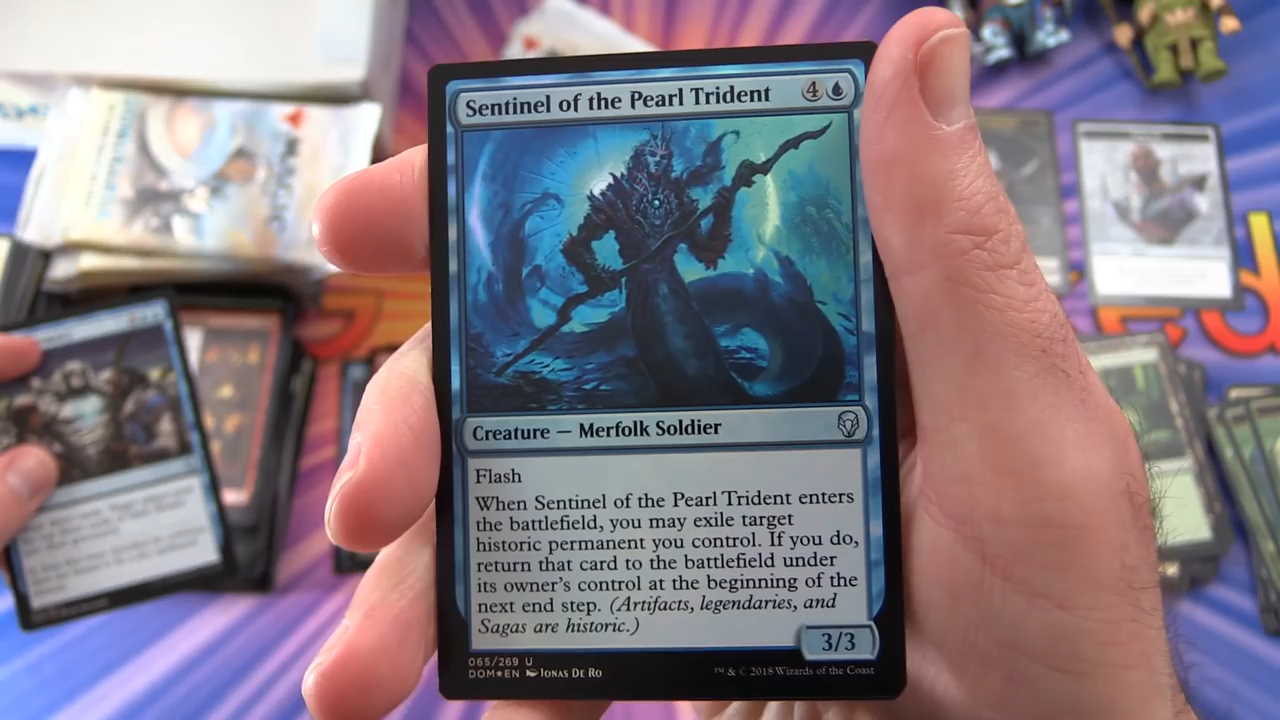 Sentinel of the Pearl Trident 4
Creature — Merfolk Soldier
Flash
When Sentinel of the Pearl Trident enters
the battlefield, you may exile target
historic permanent you control. If you do,
return that card to the battlefield under
its owner's control at the beginning of the
next end step. (Artifacts, legendaries, and
Sagas are historic.)
3/3
065/269 U
DOM★EN Jonas De Ro
™ & © 2018 Wizards of the Coast